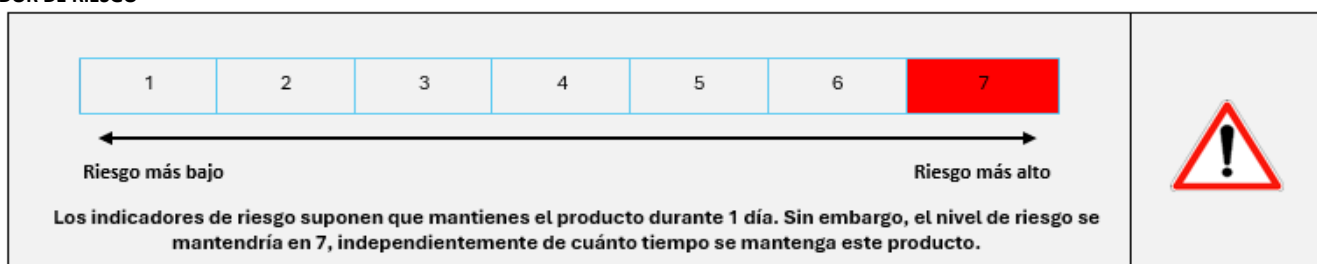 1 2 3 4 5 6 7
Riesgo más bajo Riesgo más alto
Los indicadores de riesgo suponen que mantienes el producto durante 1 día. Sin embargo, el nivel de riesgo se
mantendría en 7, independientemente de cuánto tiempo se mantenga este producto.